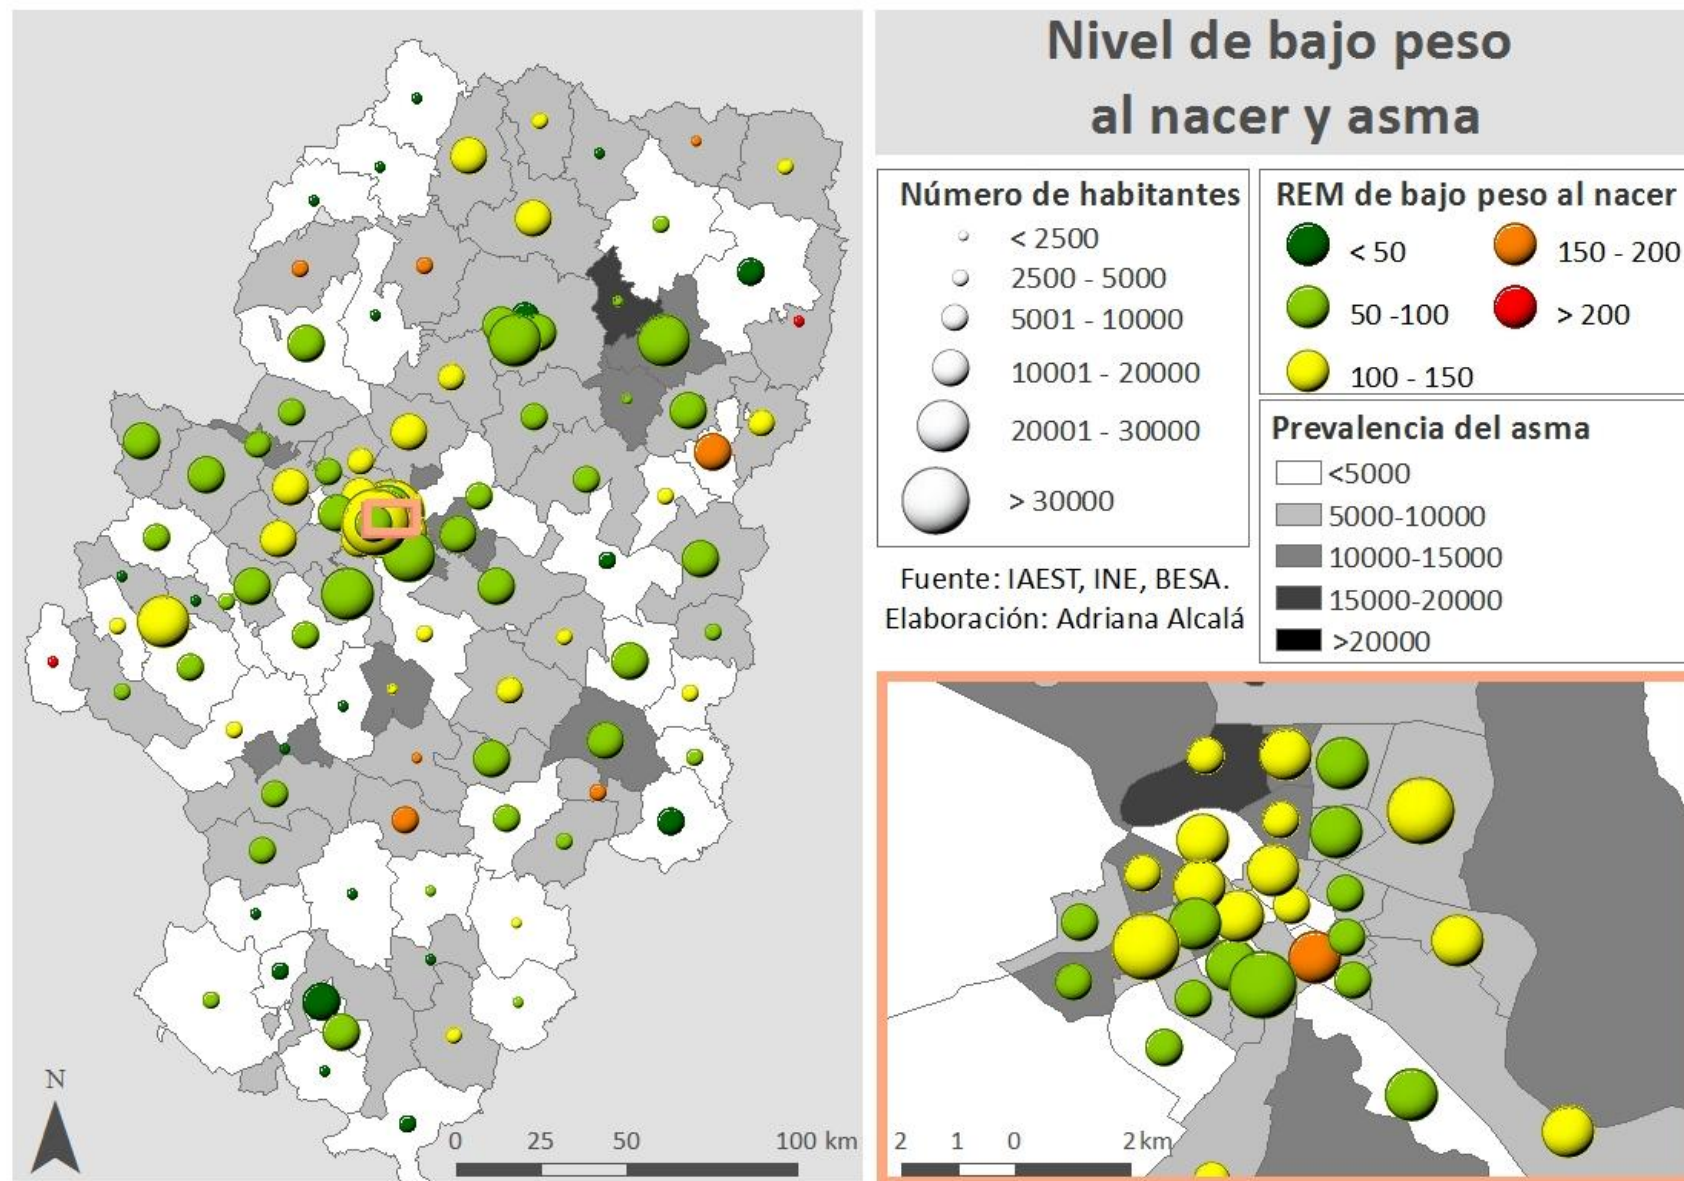 Nivel de bajo peso
al nacer y asma
Número de habitantes
< 2500
2500 - 5000
5001 - 10000
10001 - 20000
20001 - 30000
> 30000
REM de bajo peso al nacer
< 50
150 - 200
50 -100
> 200
100 - 150
Fuente: IAEST, INE, BESA.
Elaboración: Adriana Alcalá
Prevalencia del asma
<5000
5000-10000
10000-15000
15000-20000
>20000
N
0 25 50 100 km
2 1 0 2 km